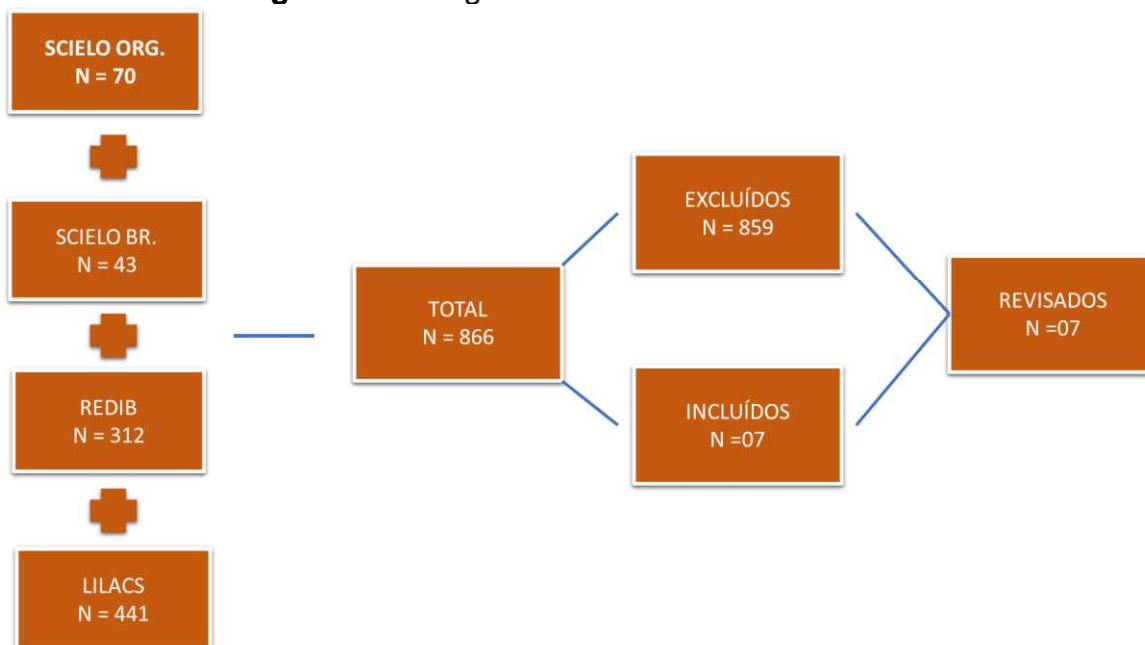 SCIELO ORG.
N = 70
SCIELO BR.
N = 43
REDIB
N = 312
LILACS
N = 441
TOTAL
N = 866
EXCLUÍDOS
N = 859
INCLUÍDOS
N =07
REVISADOS
N =07